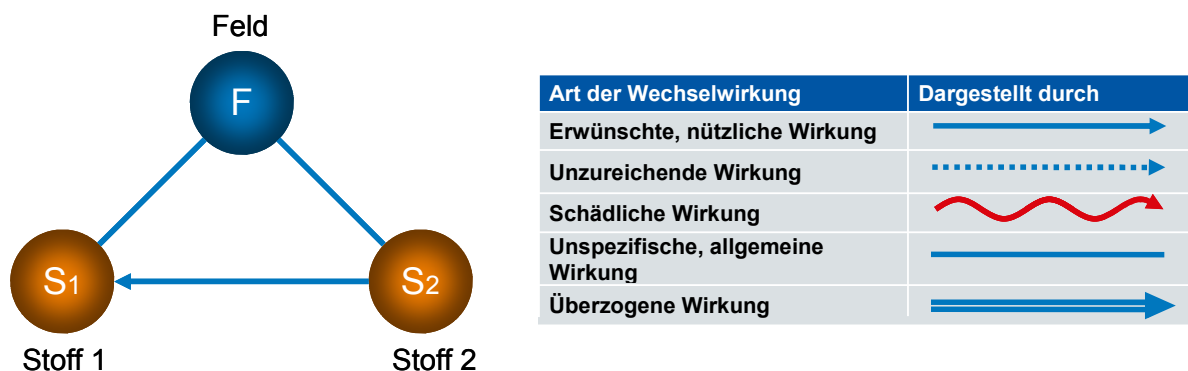 Feld
F
S1
S2
Stoff 1
Stoff 2
Art der Wechselwirkung
Dargestellt durch
Erwünschte, nützliche Wirkung
Unzureichende Wirkung
Schädliche Wirkung
Unspezifische, allgemeine
Wirkung
Überzogene Wirkung